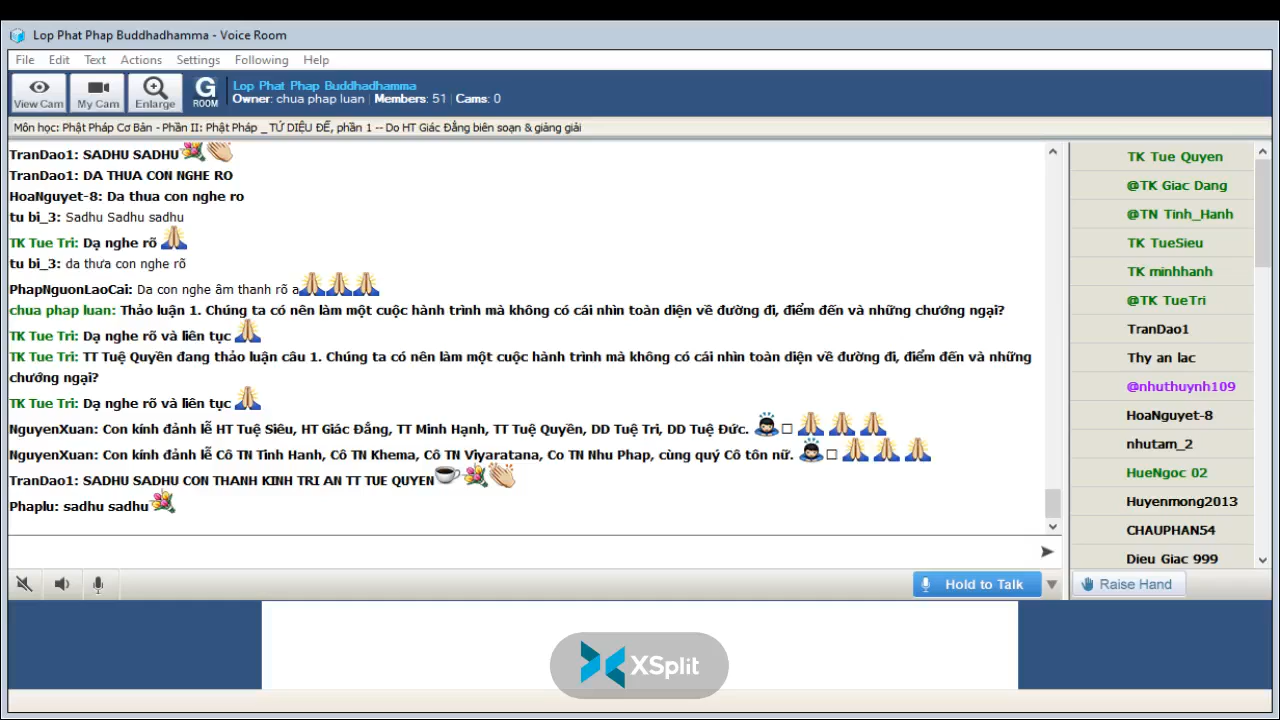 Lop Phat Phap Buddhadhamma - Voice Room
File Edit Text Actions Settings Following Help
View Cam My Cam Enlarge G ROOM
Lop Phat Phap Buddhadhamma
Owner: chua phap luan | Members: 51 | Cams: 0
Môn học: Phật Pháp Cơ Bản - Phần II: Phật Pháp _ TỨ DIỆU ĐẾ, phần 1 -- Do HT Giác Đẳng biên soạn & giảng giải
TranDao1: SADHU SADHU
TranDao1: DA THUA CON NGHE RO
HoaNguyet-8: Da thua con nghe ro
tu bi_3: Sadhu Sadhu sadhu
TK Tue Tri: Dạ nghe rõ
tu bi_3: da thưa con nghe rõ
PhapNguonLaoCai: Da con nghe âm thanh rõ a
chua phap luan: Thảo luận 1. Chúng ta có nên làm một cuộc hành trình mà không có cái nhìn toàn diện về đường đi, điểm đến và những chướng ngại?
TK Tue Tri: Dạ nghe rõ và liên tục
TK Tue Tri: TT Tuệ Quyền đang thảo luận câu 1. Chúng ta có nên làm một cuộc hành trình mà không có cái nhìn toàn diện về đường đi, điểm đến và những
chướng ngại?
TK Tue Tri: Dạ nghe rõ và liên tục
NguyenXuan: Con kính đảnh lễ HT Tuệ Siêu, HT Giác Đẳng, TT Minh Hạnh, TT Tuệ Quyền, DD Tuệ Tri, DD Tuệ Đức.
NguyenXuan: Con kính đảnh lễ Cô TN Tinh Hanh, Cô TN Khema, Cô TN Viyaratana, Co TN Nhu Phap, cùng quý Cô tôn nữ.
TranDao1: SADHU SADHU CON THANH KINH TRI AN TT TUE QUYEN
Phaplu: sadhu sadhu
Hold to Talk
TK Tue Quyen
@TK Giac Dang
@TN Tinh_Hanh
TK TueSieu
TK minhhanh
@TK TueTri
TranDao1
Thy an lac
@nhuthuynh109
HoaNguyet-8
nhutam_2
HueNgoc 02
Huyenmong2013
CHAUPHAN54
Dieu Giac 999
Raise Hand
XSplit